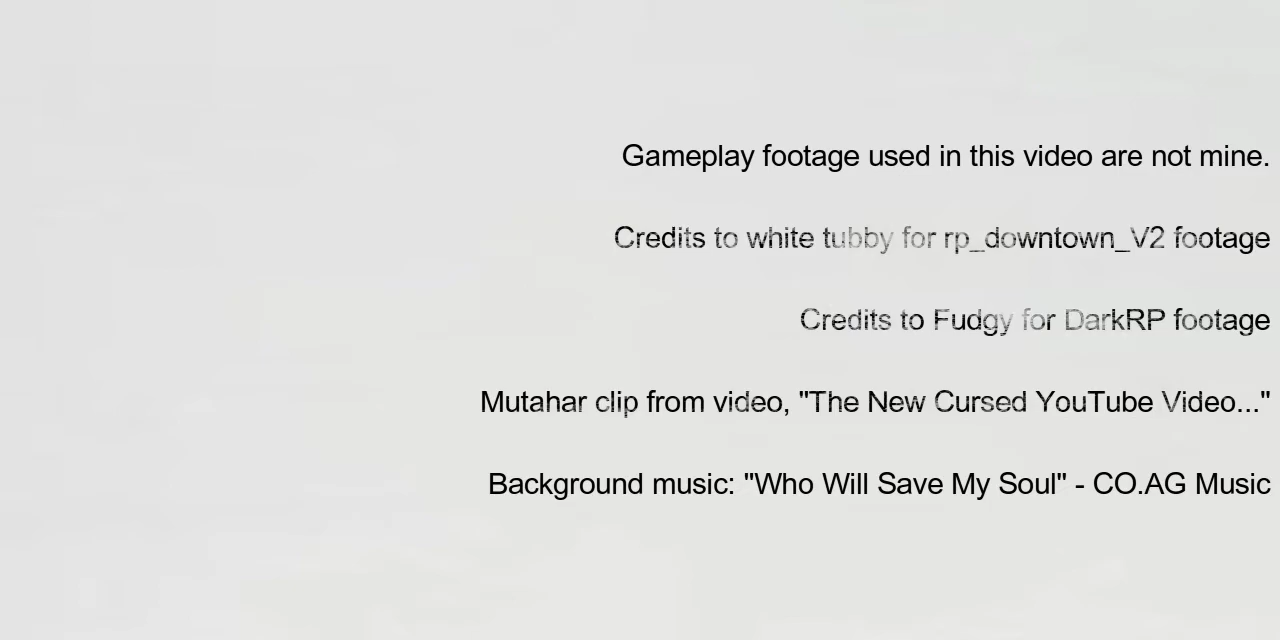 Gameplay footage used in this video are not mine.
Credits to white tubby for rp_downtown_V2 footage
Credits to Fudgy for DarkRP footage
Mutahar clip from video, "The New Cursed YouTube Video..."
Background music: "Who Will Save My Soul" - CO.AG Music